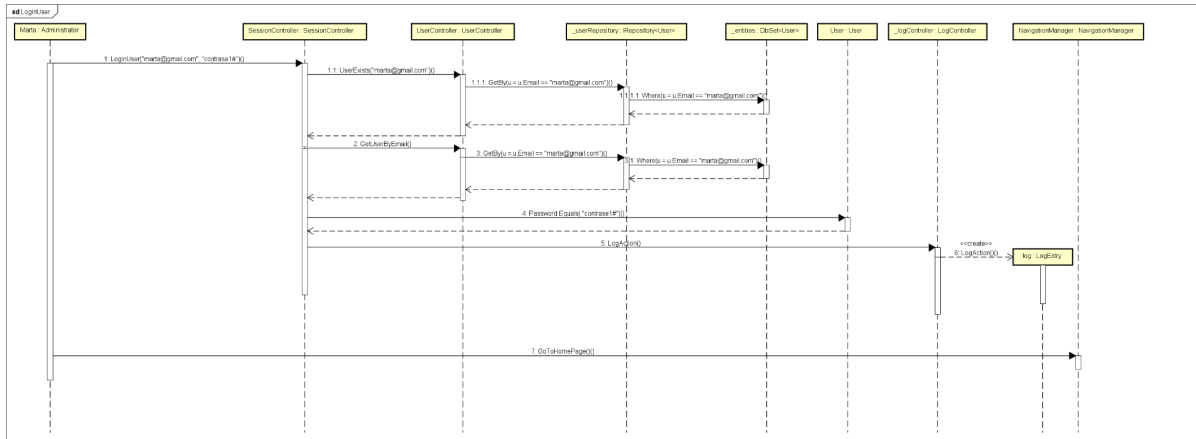 sd LoginUser
Marta : Administrator
SessionController : SessionController
UserController : UserController
_userRepository : IRepository<User>
_entities : DbSet<User>
User : User
_logController : LogController
NavigationManager : NavigationManager
1: LoginUser("marta@gmail.com", "contrase1#")()
1.1: UserExists("marta@gmail.com")()
1.1.1: GetBy(u = u.Email == "marta@gmail.com")()
1.1.1.1: Where(u = u.Email == "marta@gmail.com")()
2: GetUserByEmail()
3: GetBy(u = u.Email == "marta@gmail.com")()
3.1: Where(u = u.Email == "marta@gmail.com")()
4: Password.Equals( "contrase1#")()
5: LogAction()
<<create>>
6: LogAction()()
log : LogEntry
7: GoToHomePage()()